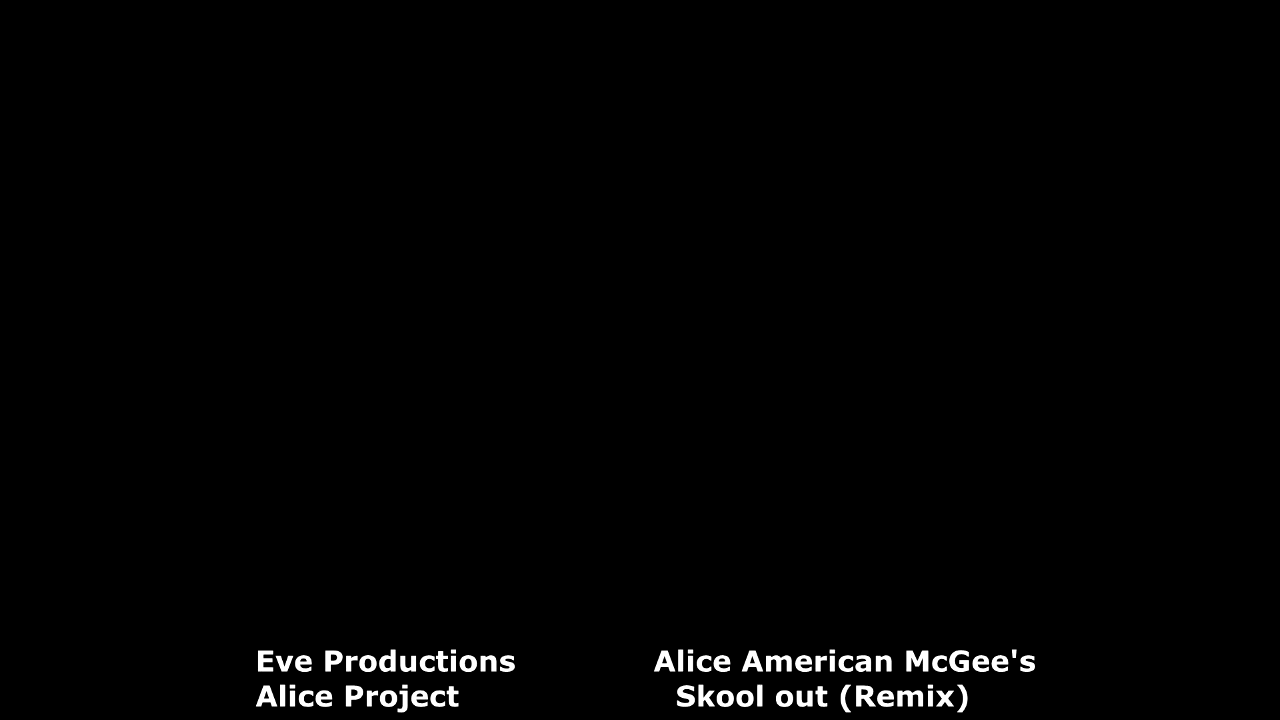 Eve Productions
Alice Project
Alice American McGee's
Skool out (Remix)